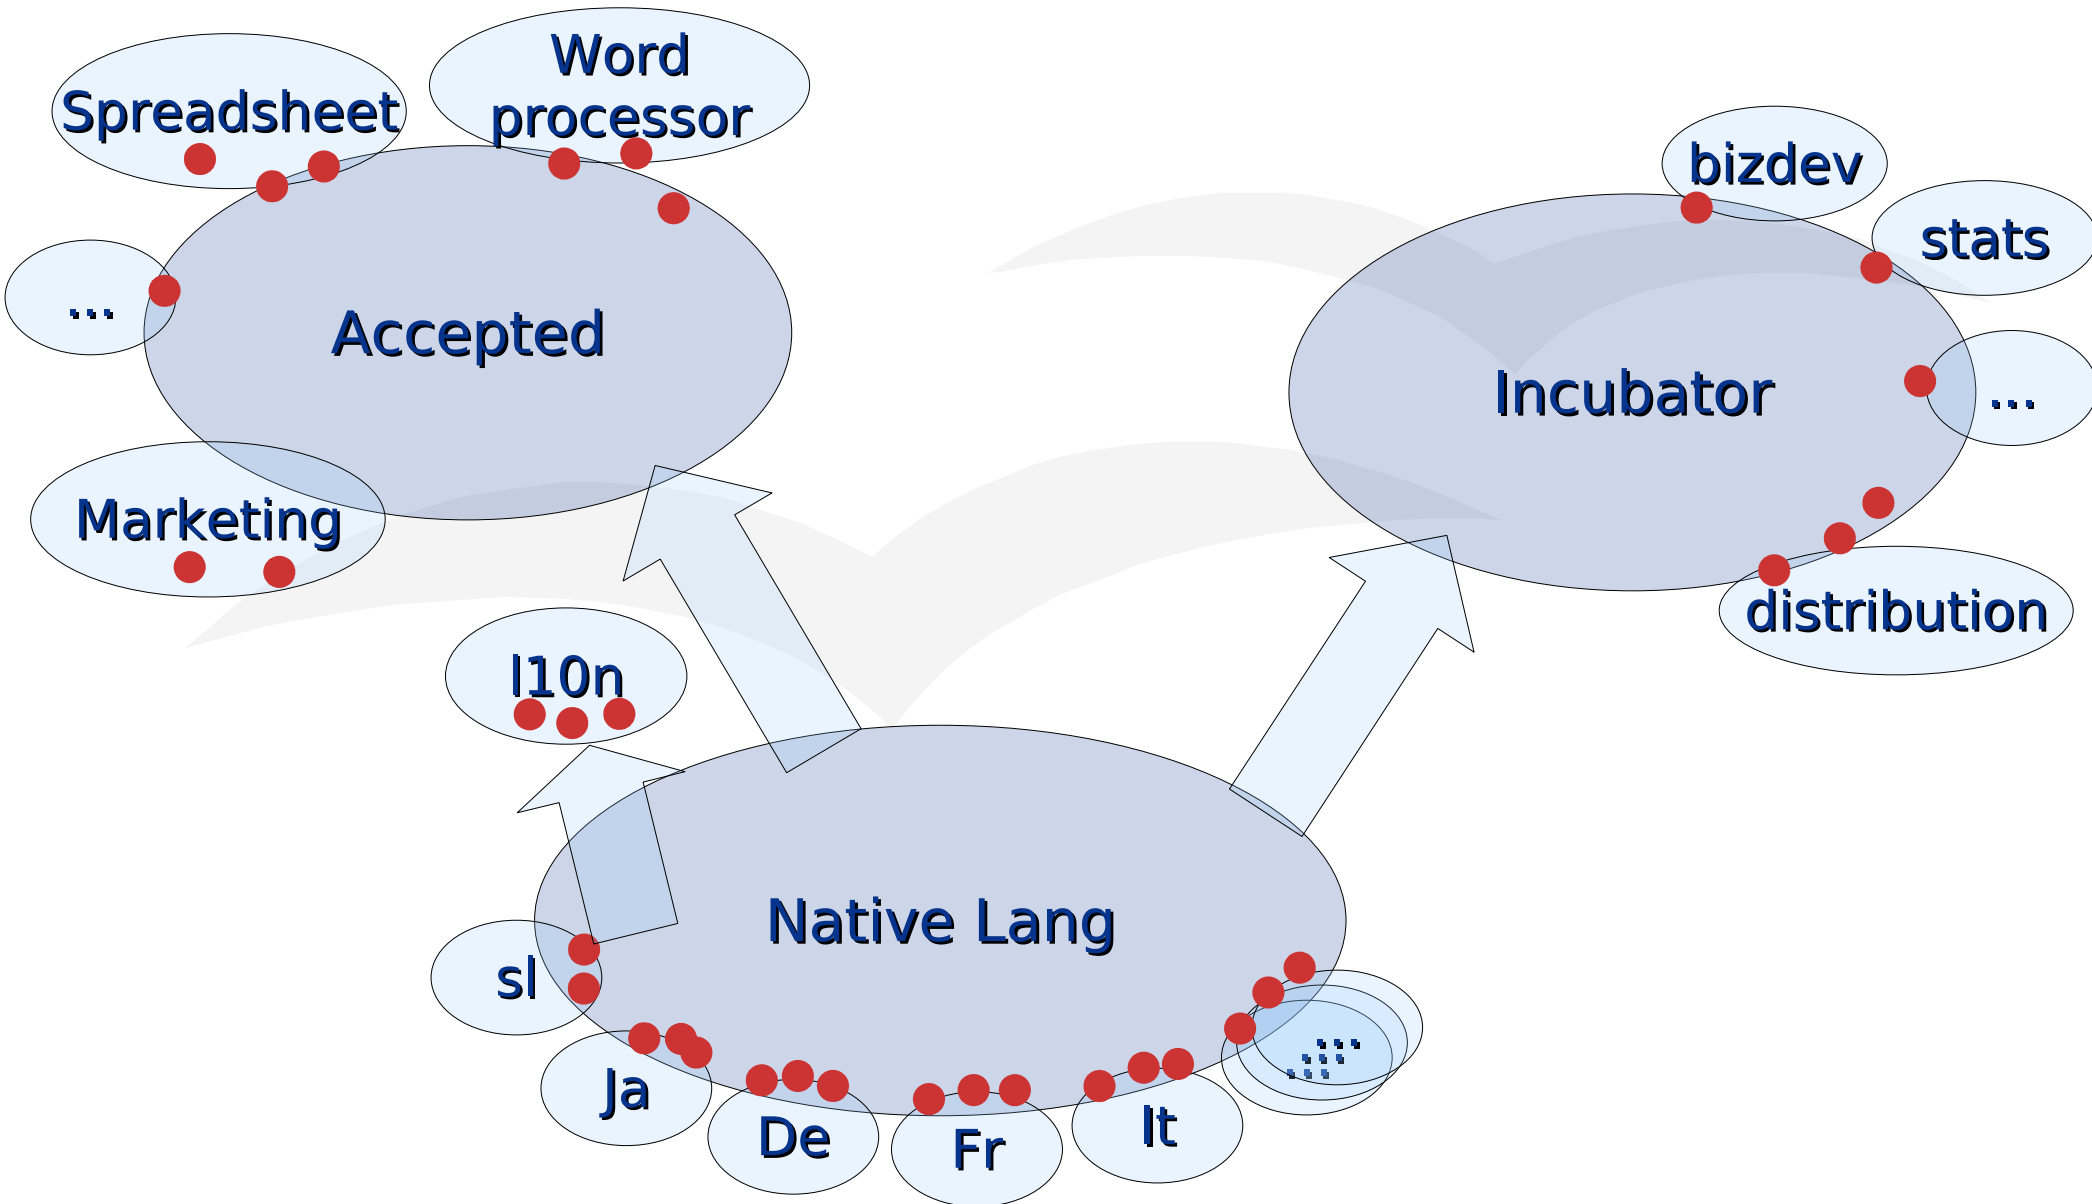 Word
processor
Spreadsheet
bizdev
stats
...
Accepted
Incubator
...
Marketing
distribution
l10n
Native Lang
sl
...
...
...
Ja
De
Fr
It